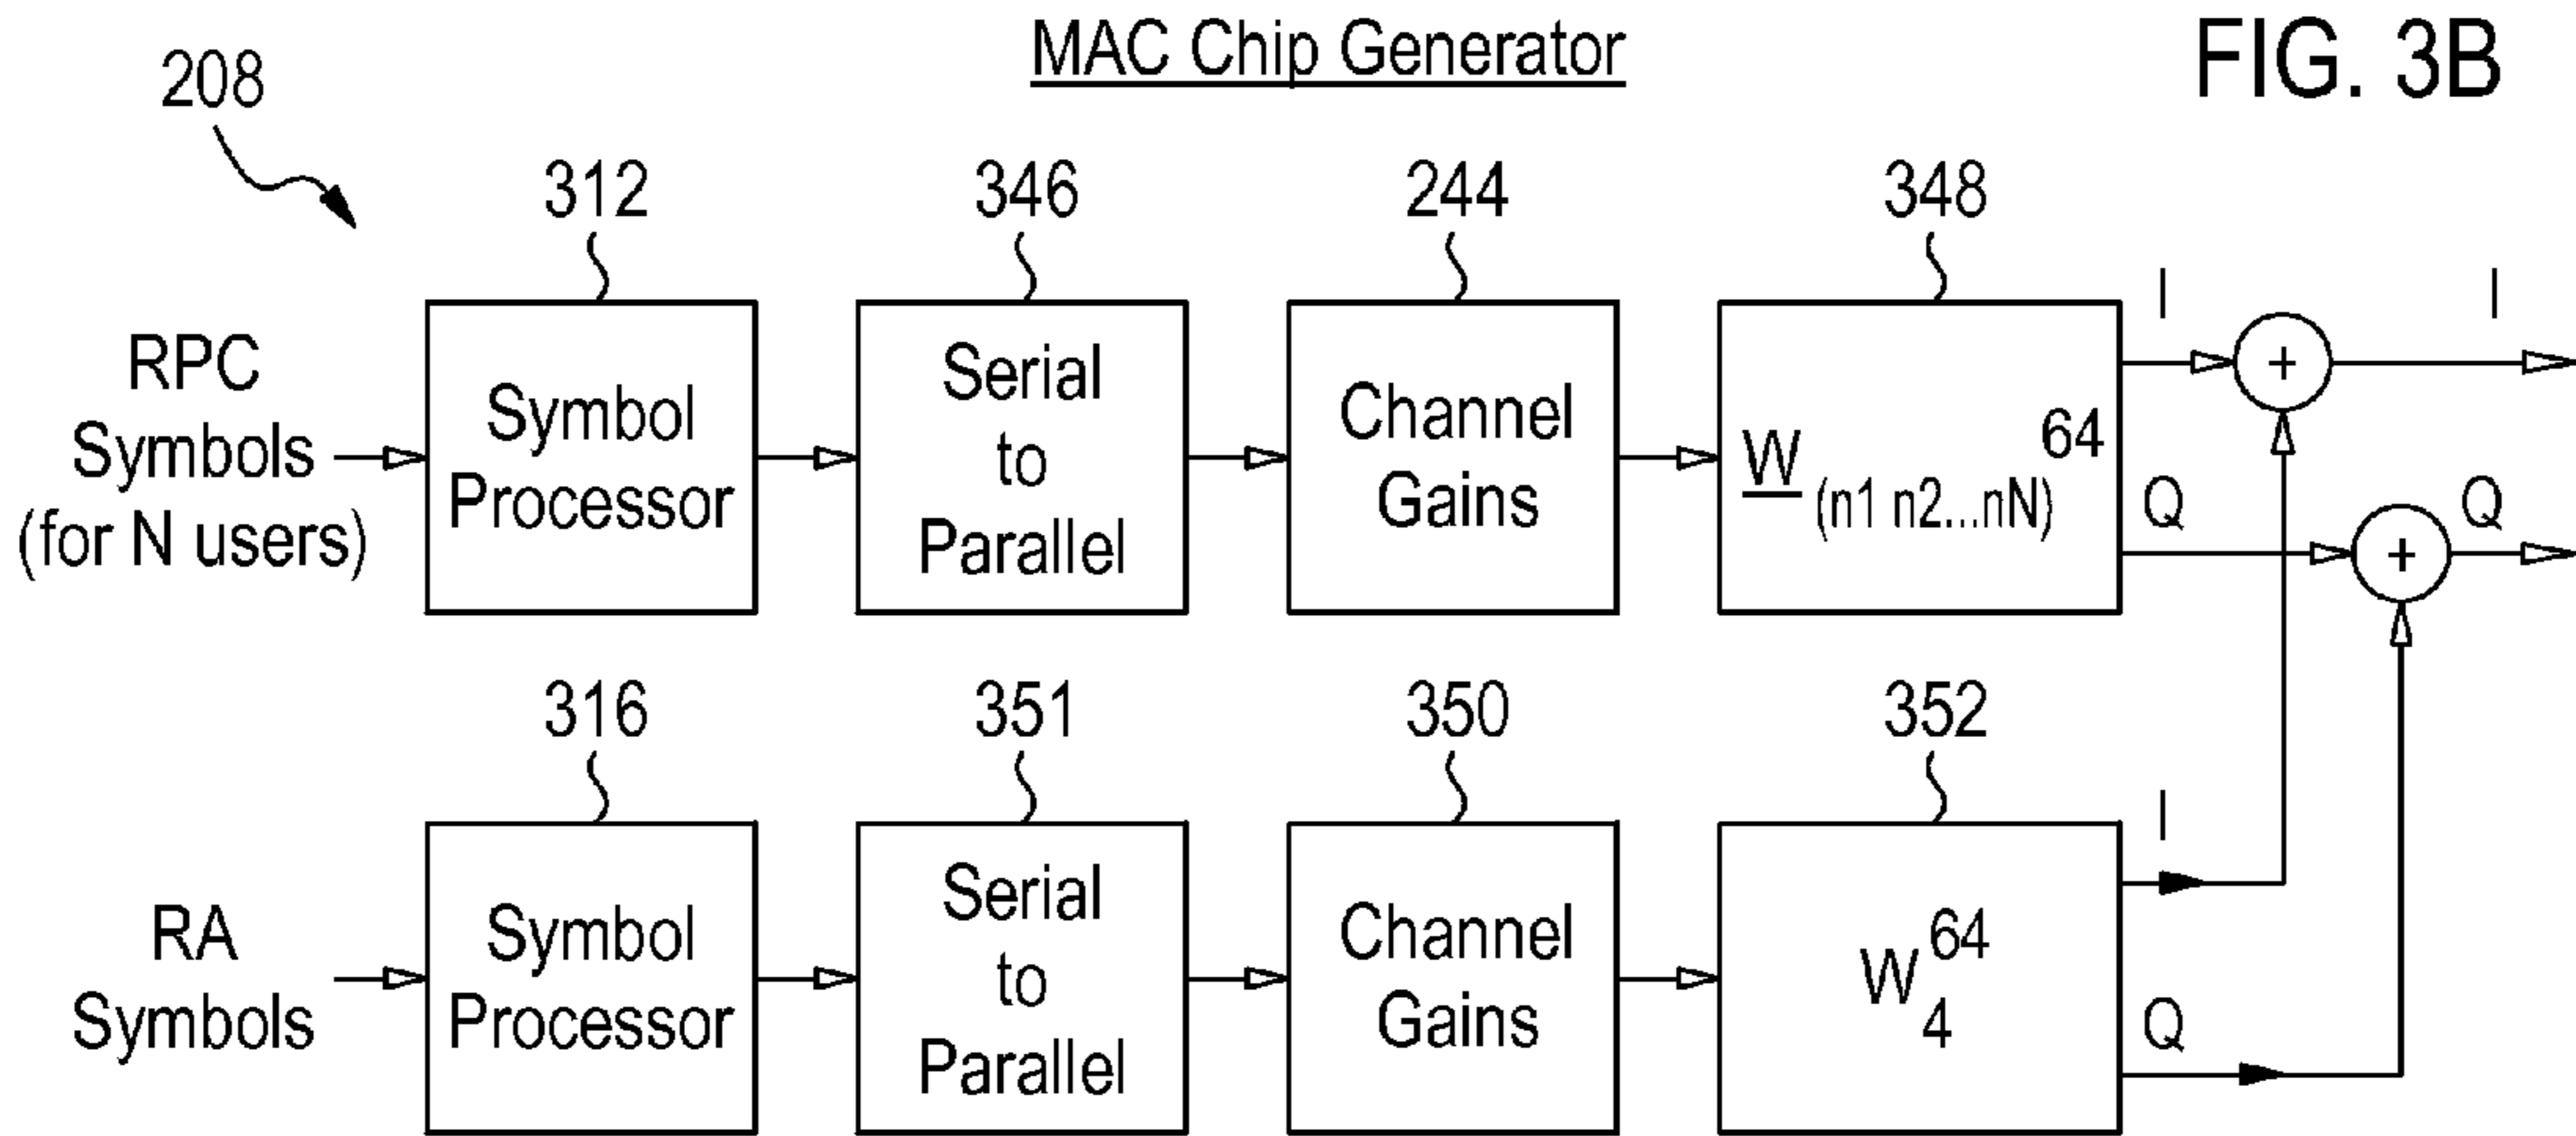 MAC Chip Generator
FIG. 3B
208
312
346
244
348
RPC
Symbols
(for N users)
Symbol
Processor
Serial
to
Parallel
Channel
Gains
W (n1 n2...nN) 64
I
Q
+
I
+
Q
316
351
350
352
RA
Symbols
Symbol
Processor
Serial
to
Parallel
Channel
Gains
W 64 4
I
Q